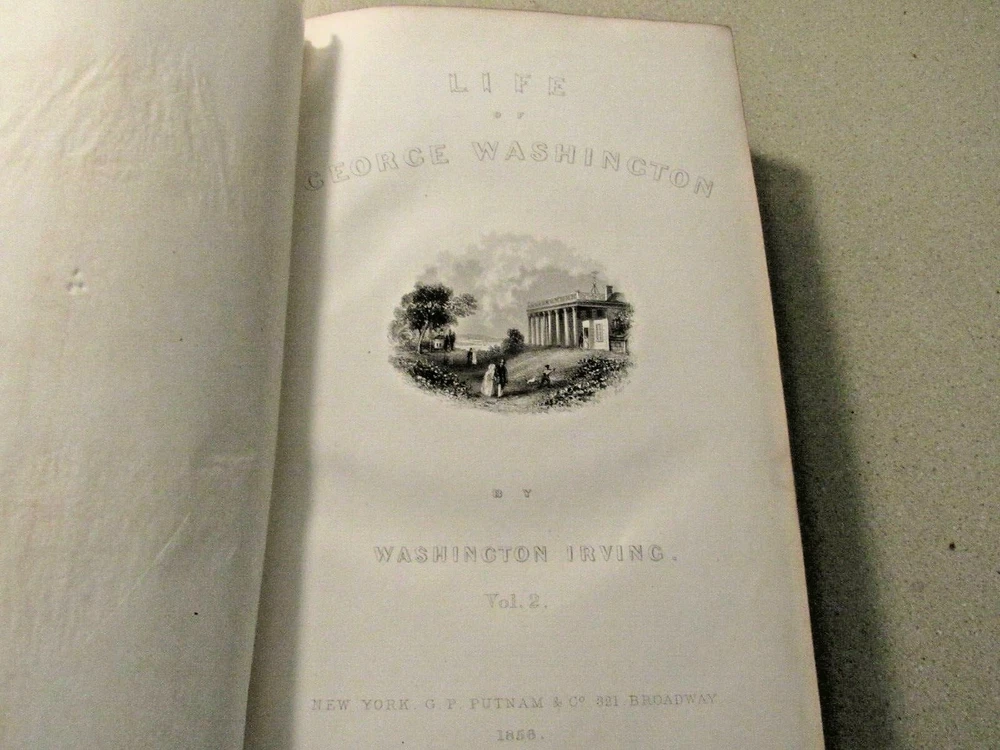 LIFE
OF
GEORGE WASHINGTON
BY
WASHINGTON IRVING.
Vol. 2.
NEW YORK. G. P. PUTNAM & Co. 321 BROADWAY
1856.